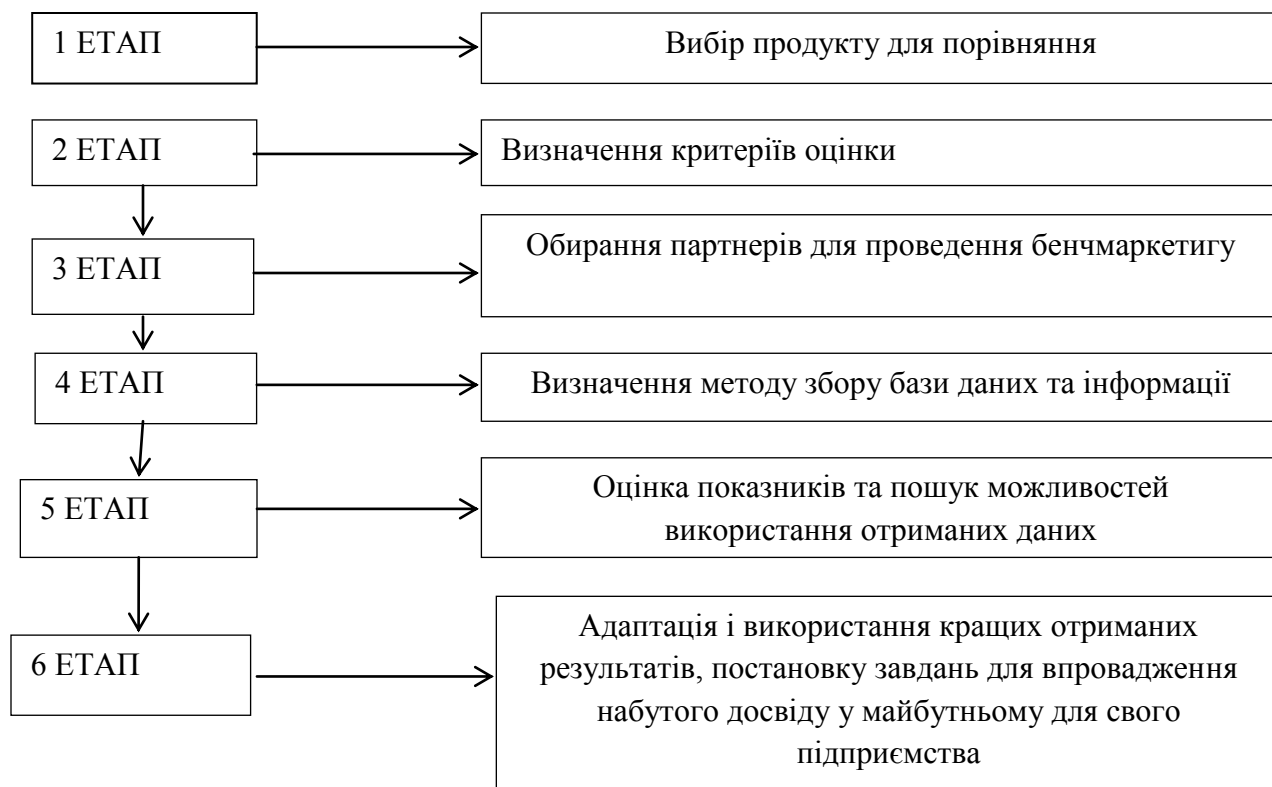 1 ЕТАП
Вибір продукту для порівняння
2 ЕТАП
Визначення критеріїв оцінки
3 ЕТАП
Обирання партнерів для проведення бенчмаркетигу
4 ЕТАП
Визначення методу збору бази даних та інформації
5 ЕТАП
Оцінка показників та пошук можливостей
використання отриманих даних
6 ЕТАП
Адаптація і використання кращих отриманих
результатів, постановку завдань для впровадження
набутого досвіду у майбутньому для свого
підприємства